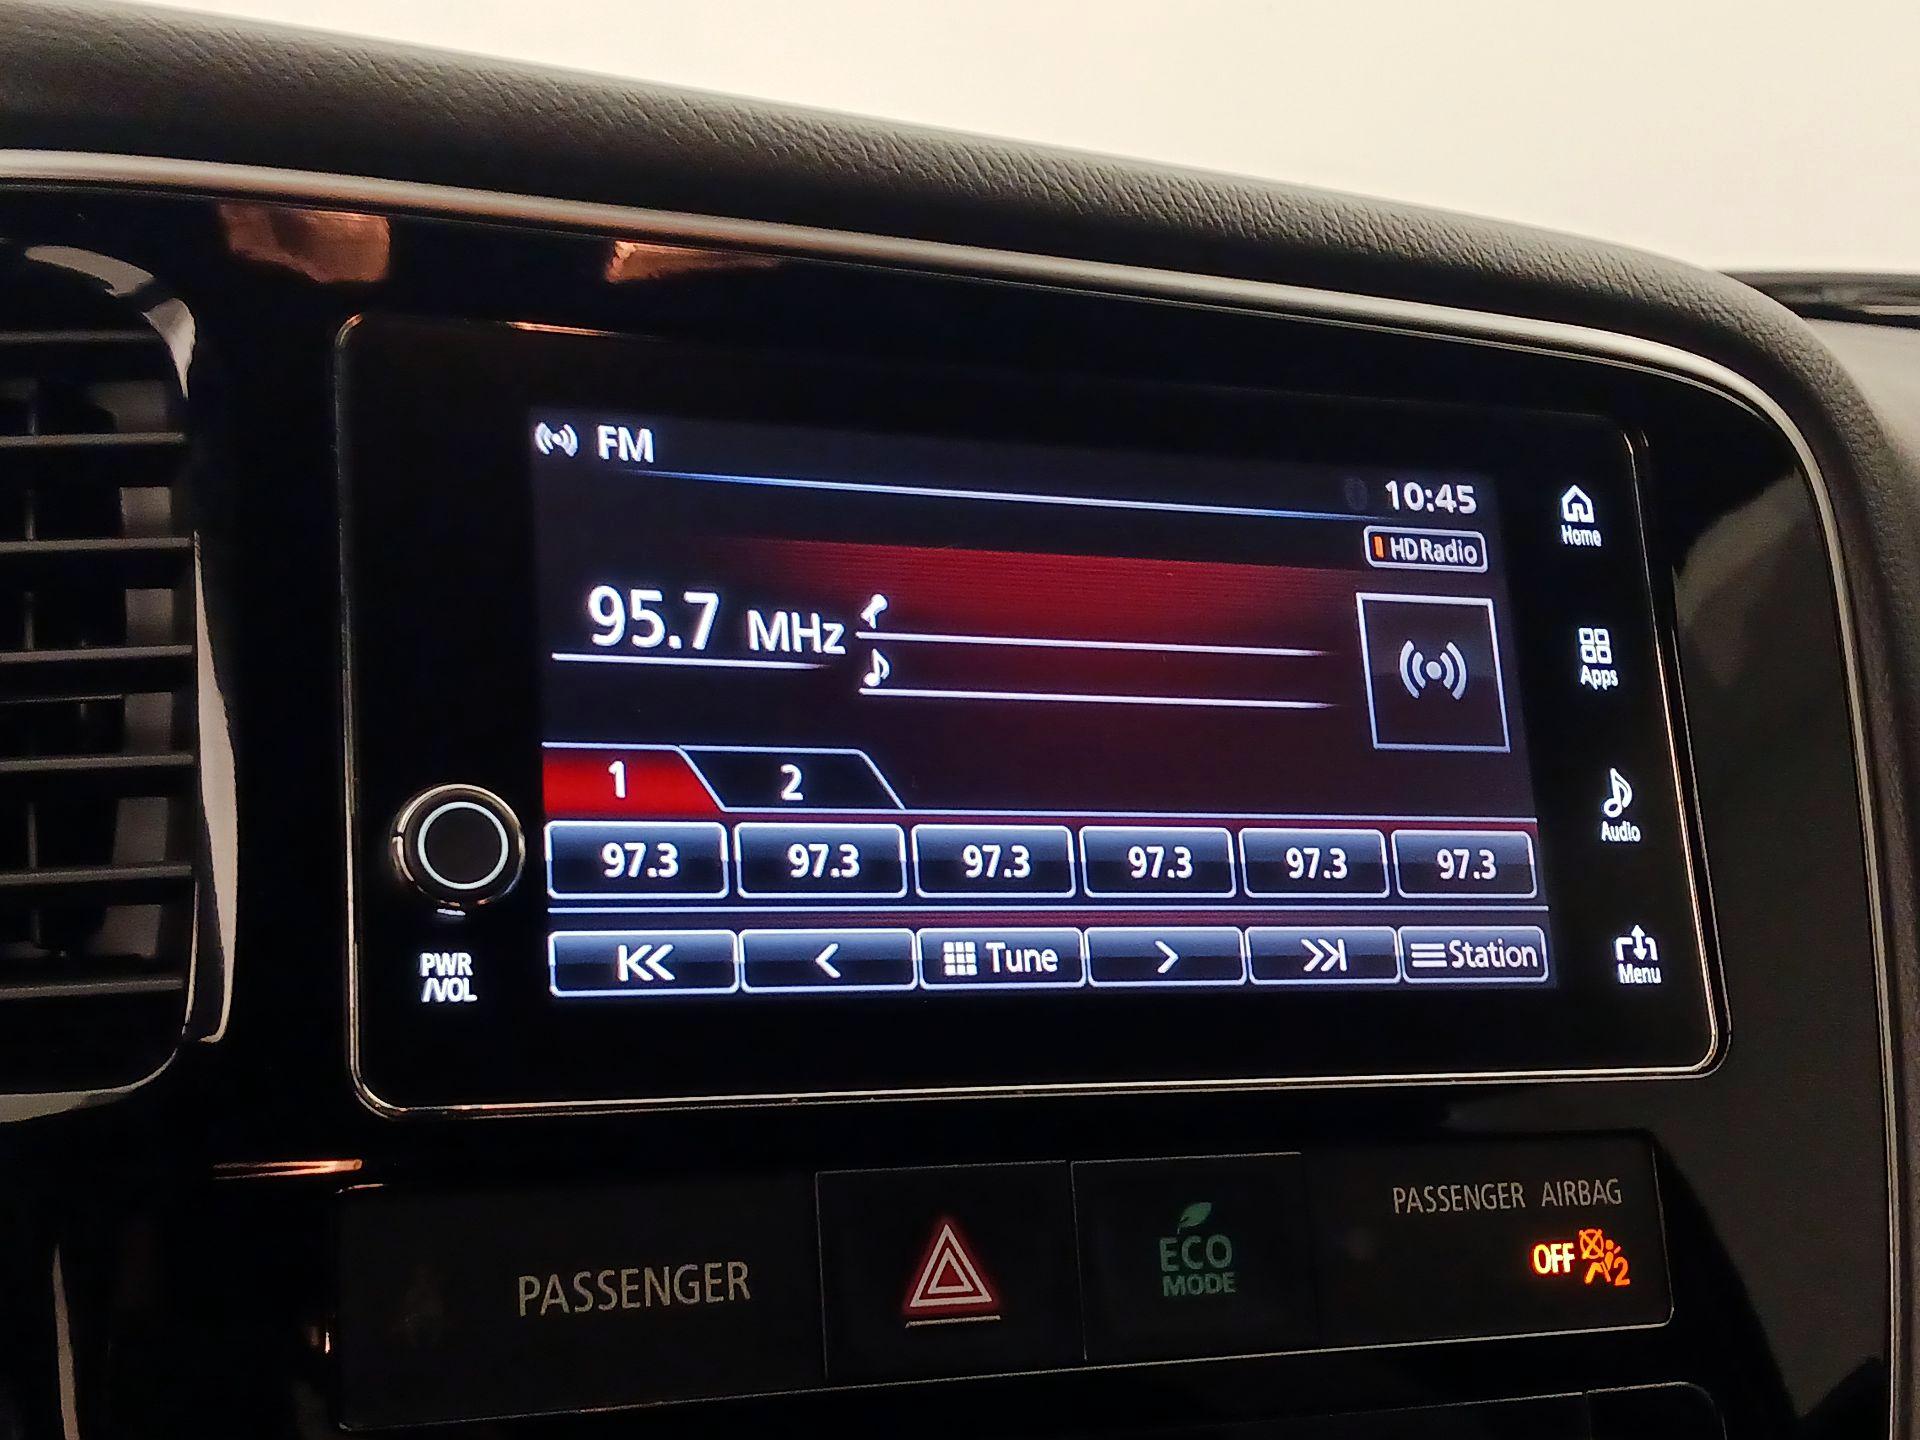 FM
10:45
HD Radio
Home
95.7 MHz
Apps
1 2
Audio
97.3 97.3 97.3 97.3 97.3 97.3
Tune Station
Menu
PWR
/VOL
PASSENGER AIRBAG
OFF 2
ECO
MODE
PASSENGER